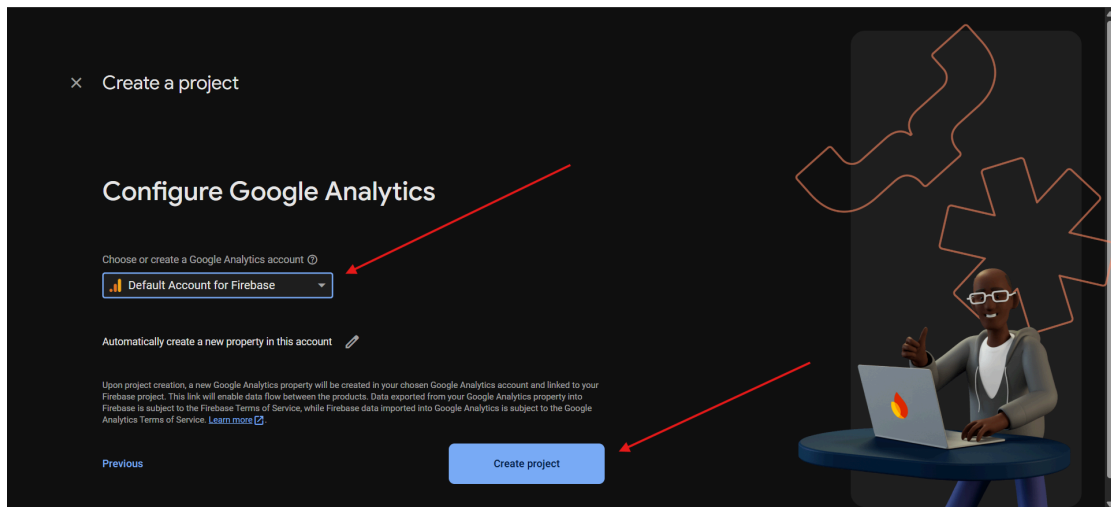 Create a project
Configure Google Analytics
Choose or create a Google Analytics account
Default Account for Firebase
Automatically create a new property in this account
Upon project creation, a new Google Analytics property will be created in your chosen Google Analytics account and linked to your
Firebase project. This link will enable data flow between the products. Data exported from your Google Analytics property into
Firebase is subject to the Firebase Terms of Service, while Firebase data imported into Google Analytics is subject to the Google
Analytics Terms of Service. Learn more.
Previous
Create project